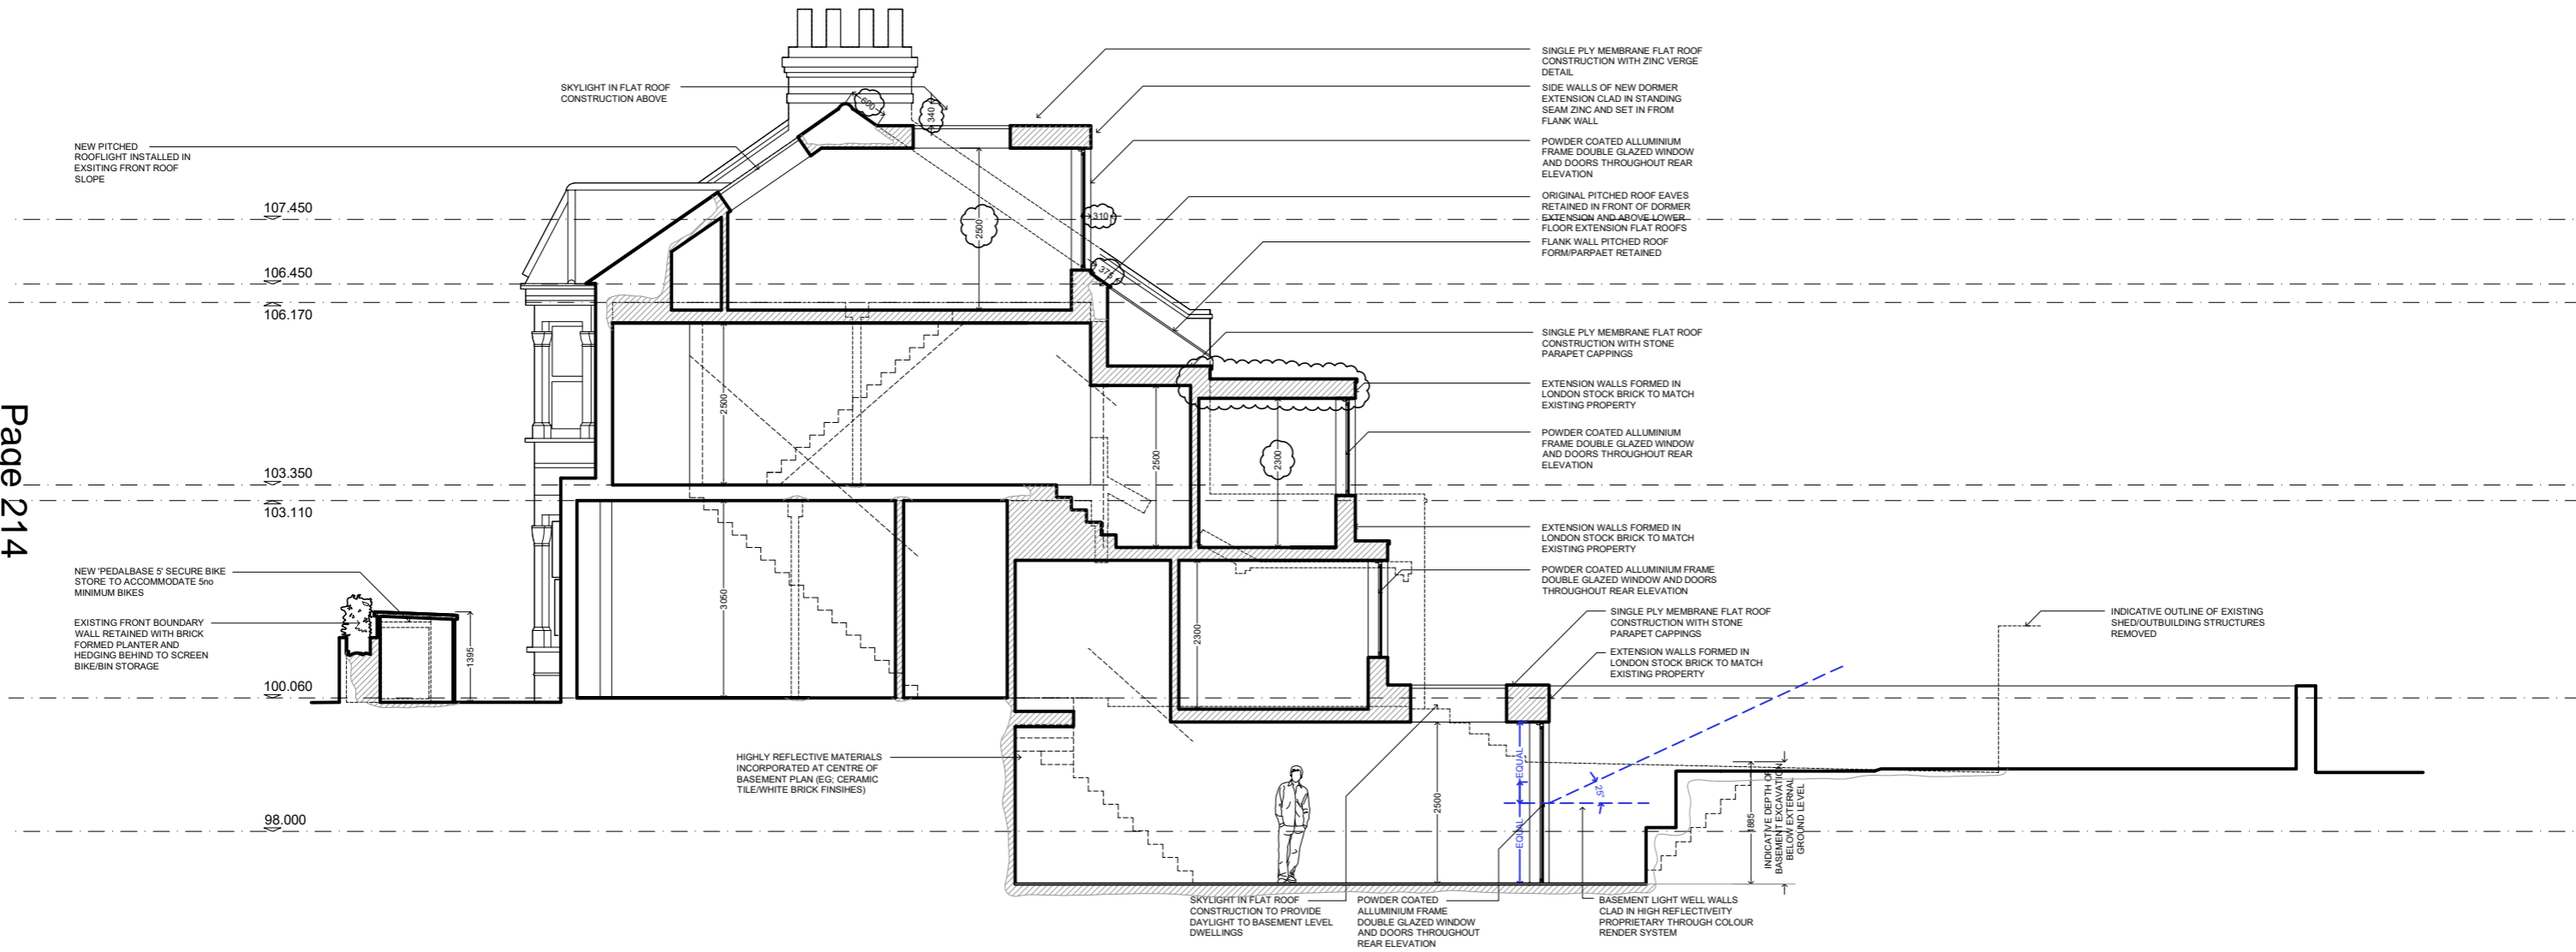 SKYLIGHT IN FLAT ROOF
CONSTRUCTION ABOVE
600
340
SINGLE PLY MEMBRANE FLAT ROOF
CONSTRUCTION WITH ZINC VERGE
DETAIL
SIDE WALLS OF NEW DORMER
EXTENSION CLAD IN STANDING
SEAM ZINC AND SET IN FROM
FLANK WALL
POWDER COATED ALLUMINIUM
FRAME DOUBLE GLAZED WINDOW
AND DOORS THROUGHOUT REAR
ELEVATION
ORIGINAL PITCHED ROOF EAVES
RETAINED IN FRONT OF DORMER
EXTENSION AND ABOVE LOWER
FLOOR EXTENSION FLAT ROOFS
FLANK WALL PITCHED ROOF
FORM/PARPAET RETAINED
NEW PITCHED
ROOFLIGHT INSTALLED IN
EXSITING FRONT ROOF
SLOPE
107.450
2500
310
106.450
375
106.170
SINGLE PLY MEMBRANE FLAT ROOF
CONSTRUCTION WITH STONE
PARAPET CAPPINGS
EXTENSION WALLS FORMED IN
LONDON STOCK BRICK TO MATCH
EXISTING PROPERTY
POWDER COATED ALLUMINIUM
FRAME DOUBLE GLAZED WINDOW
AND DOORS THROUGHOUT REAR
ELEVATION
2500
2500
2300
103.350
103.110
EXTENSION WALLS FORMED IN
LONDON STOCK BRICK TO MATCH
EXISTING PROPERTY
POWDER COATED ALLUMINIUM FRAME
DOUBLE GLAZED WINDOW AND DOORS
THROUGHOUT REAR ELEVATION
SINGLE PLY MEMBRANE FLAT ROOF
CONSTRUCTION WITH STONE
PARAPET CAPPINGS
EXTENSION WALLS FORMED IN
LONDON STOCK BRICK TO MATCH
EXISTING PROPERTY
INDICATIVE OUTLINE OF EXISTING
SHED/OUTBUILDING STRUCTURES
REMOVED
NEW 'PEDALBASE 5' SECURE BIKE
STORE TO ACCOMMODATE 5no
MINIMUM BIKES
EXISTING FRONT BOUNDARY
WALL RETAINED WITH BRICK
FORMED PLANTER AND
HEDGING BEHIND TO SCREEN
BIKE/BIN STORAGE
1395
3050
2300
100.060
HIGHLY REFLECTIVE MATERIALS
INCORPORATED AT CENTRE OF
BASEMENT PLAN (EG; CERAMIC
TILE/WHITE BRICK FINSIHES)
98.000
2500
EQUAL
EQUAL
25°
1885
INDICATIVE DEPTH OF
BASEMENT EXCAVATION
BELOW EXTERNAL
GROUND LEVEL
SKYLIGHT IN FLAT ROOF
CONSTRUCTION TO PROVIDE
DAYLIGHT TO BASEMENT LEVEL
DWELLINGS
POWDER COATED
ALLUMINIUM FRAME
DOUBLE GLAZED WINDOW
AND DOORS THROUGHOUT
REAR ELEVATION
BASEMENT LIGHT WELL WALLS
CLAD IN HIGH REFLECTIVEITY
PROPRIETARY THROUGH COLOUR
RENDER SYSTEM
Page 214